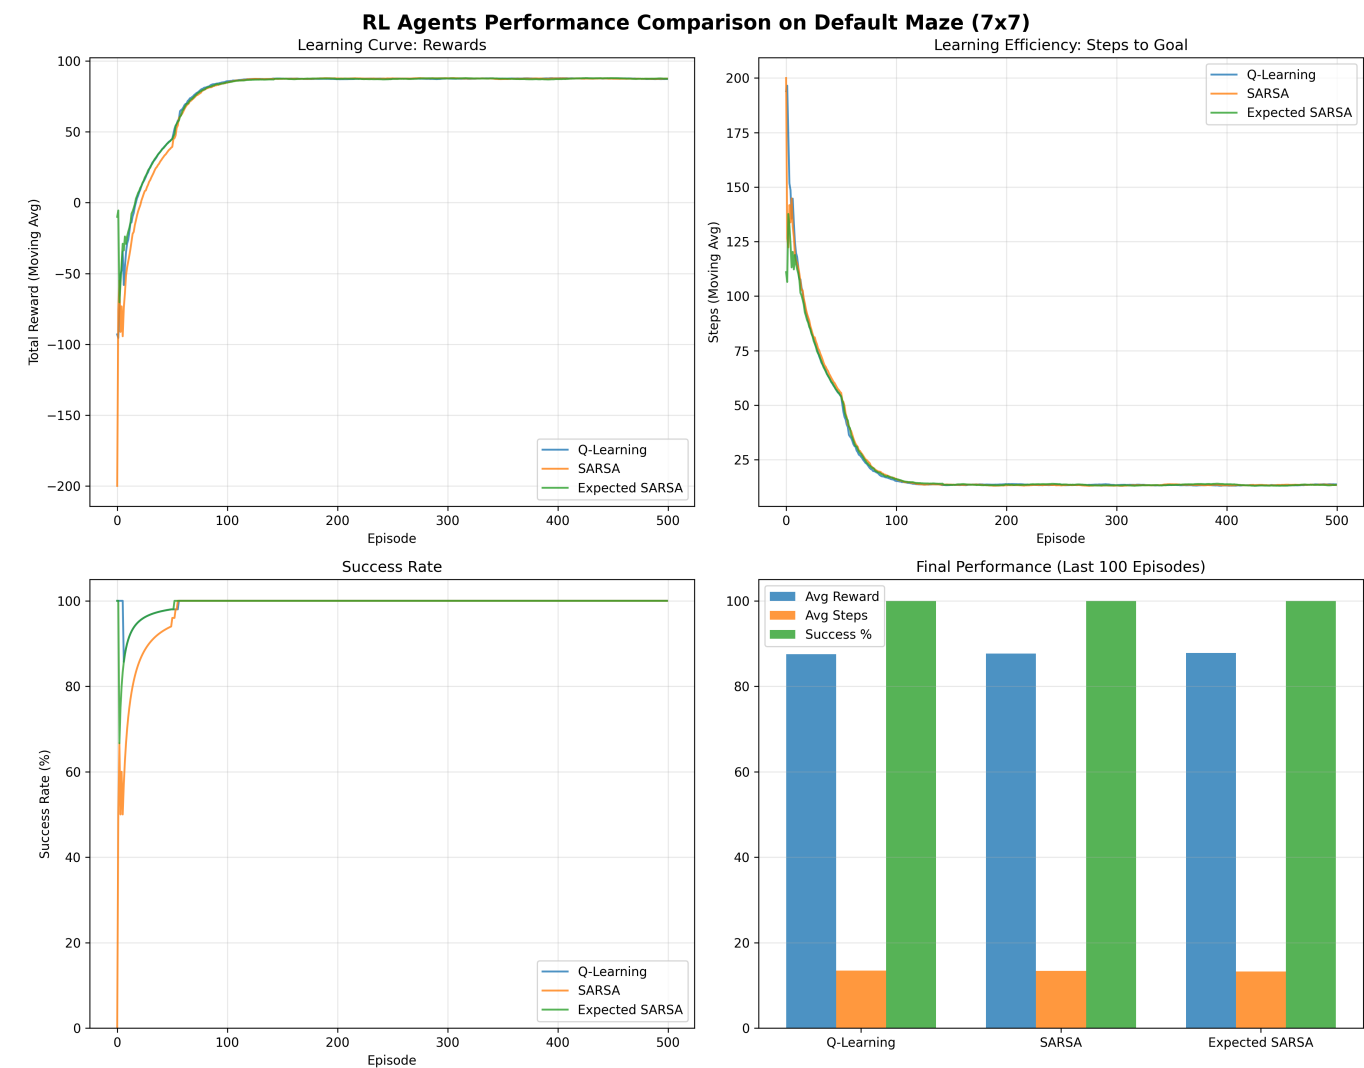 RL Agents Performance Comparison on Default Maze (7x7)
Learning Curve: Rewards
Total Reward (Moving Avg)
100
50
0
−50
−100
−150
−200
0
100
200
300
400
500
Episode
Q-Learning
SARSA
Expected SARSA
Learning Efficiency: Steps to Goal
Steps (Moving Avg)
200
175
150
125
100
75
50
25
0
100
200
300
400
500
Episode
Q-Learning
SARSA
Expected SARSA
Success Rate
Success Rate (%)
100
80
60
40
20
0
0
100
200
300
400
500
Episode
Q-Learning
SARSA
Expected SARSA
Final Performance (Last 100 Episodes)
100
80
60
40
20
0
Avg Reward
Avg Steps
Success %
Q-Learning
SARSA
Expected SARSA